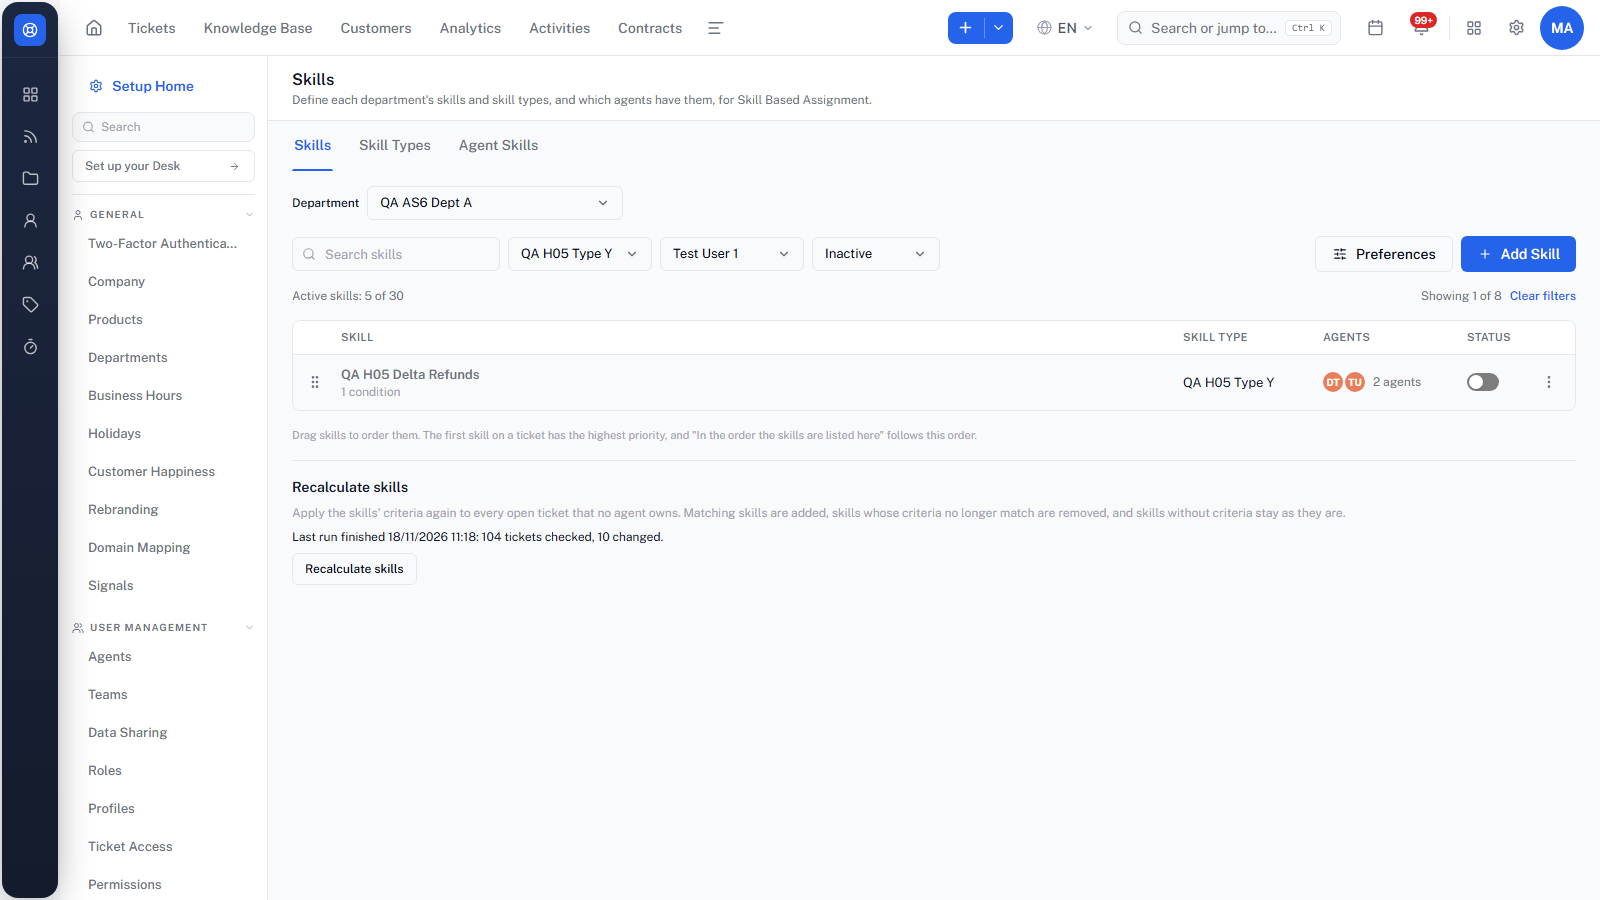 Tickets
Knowledge Base
Customers
Analytics
Activities
Contracts
EN
Search or jump to...
Ctrl K
99+
MA
Setup Home
Search
Set up your Desk
GENERAL
Two-Factor Authentica...
Company
Products
Departments
Business Hours
Holidays
Customer Happiness
Rebranding
Domain Mapping
Signals
USER MANAGEMENT
Agents
Teams
Data Sharing
Roles
Profiles
Ticket Access
Permissions
Skills
Define each department's skills and skill types, and which agents have them, for Skill Based Assignment.
Skills
Skill Types
Agent Skills
Department
QA AS6 Dept A
Search skills
QA H05 Type Y
Test User 1
Inactive
Preferences
Add Skill
Active skills: 5 of 30
Showing 1 of 8
Clear filters
SKILL
SKILL TYPE
AGENTS
STATUS
QA H05 Delta Refunds
1 condition
QA H05 Type Y
DT
TU
2 agents
Drag skills to order them. The first skill on a ticket has the highest priority, and "In the order the skills are listed here" follows this order.
Recalculate skills
Apply the skills' criteria again to every open ticket that no agent owns. Matching skills are added, skills whose criteria no longer match are removed, and skills without criteria stay as they are.
Last run finished 18/11/2026 11:18: 104 tickets checked, 10 changed.
Recalculate skills